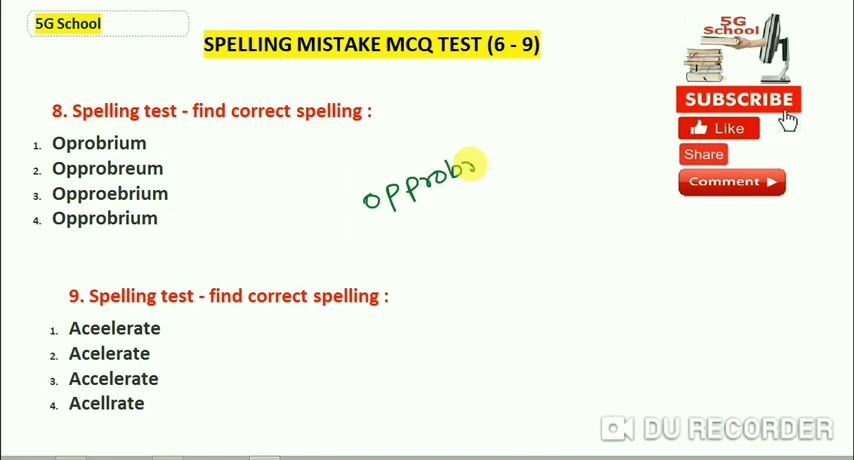 5G School
SPELLING MISTAKE MCQ TEST (6 - 9)
5G
School
SUBSCRIBE
Like
Share
Comment
8. Spelling test - find correct spelling :
1. Oprobrium
2. Opprobreum
3. Opproebrium
4. Opprobrium
opprob
9. Spelling test - find correct spelling :
1. Aceelerate
2. Acelerate
3. Accelerate
4. Acellrate
DU RECORDER